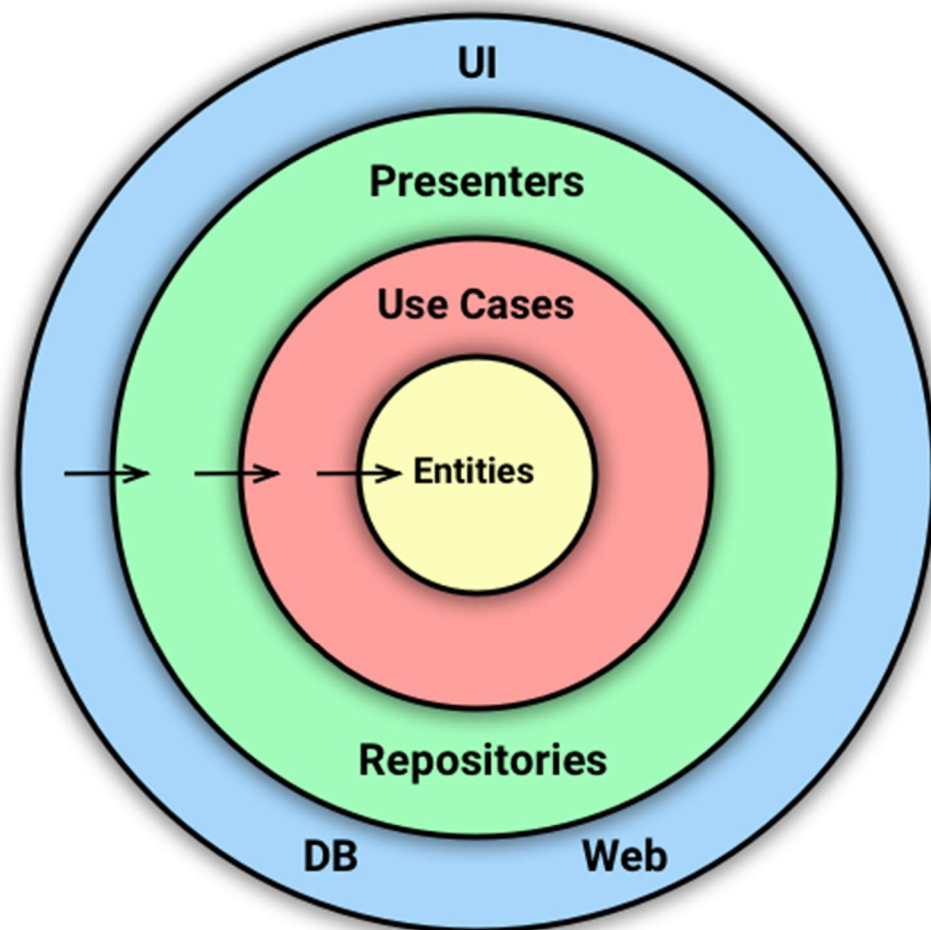 UI
Presenters
Use Cases
Entities
Repositories
DB
Web